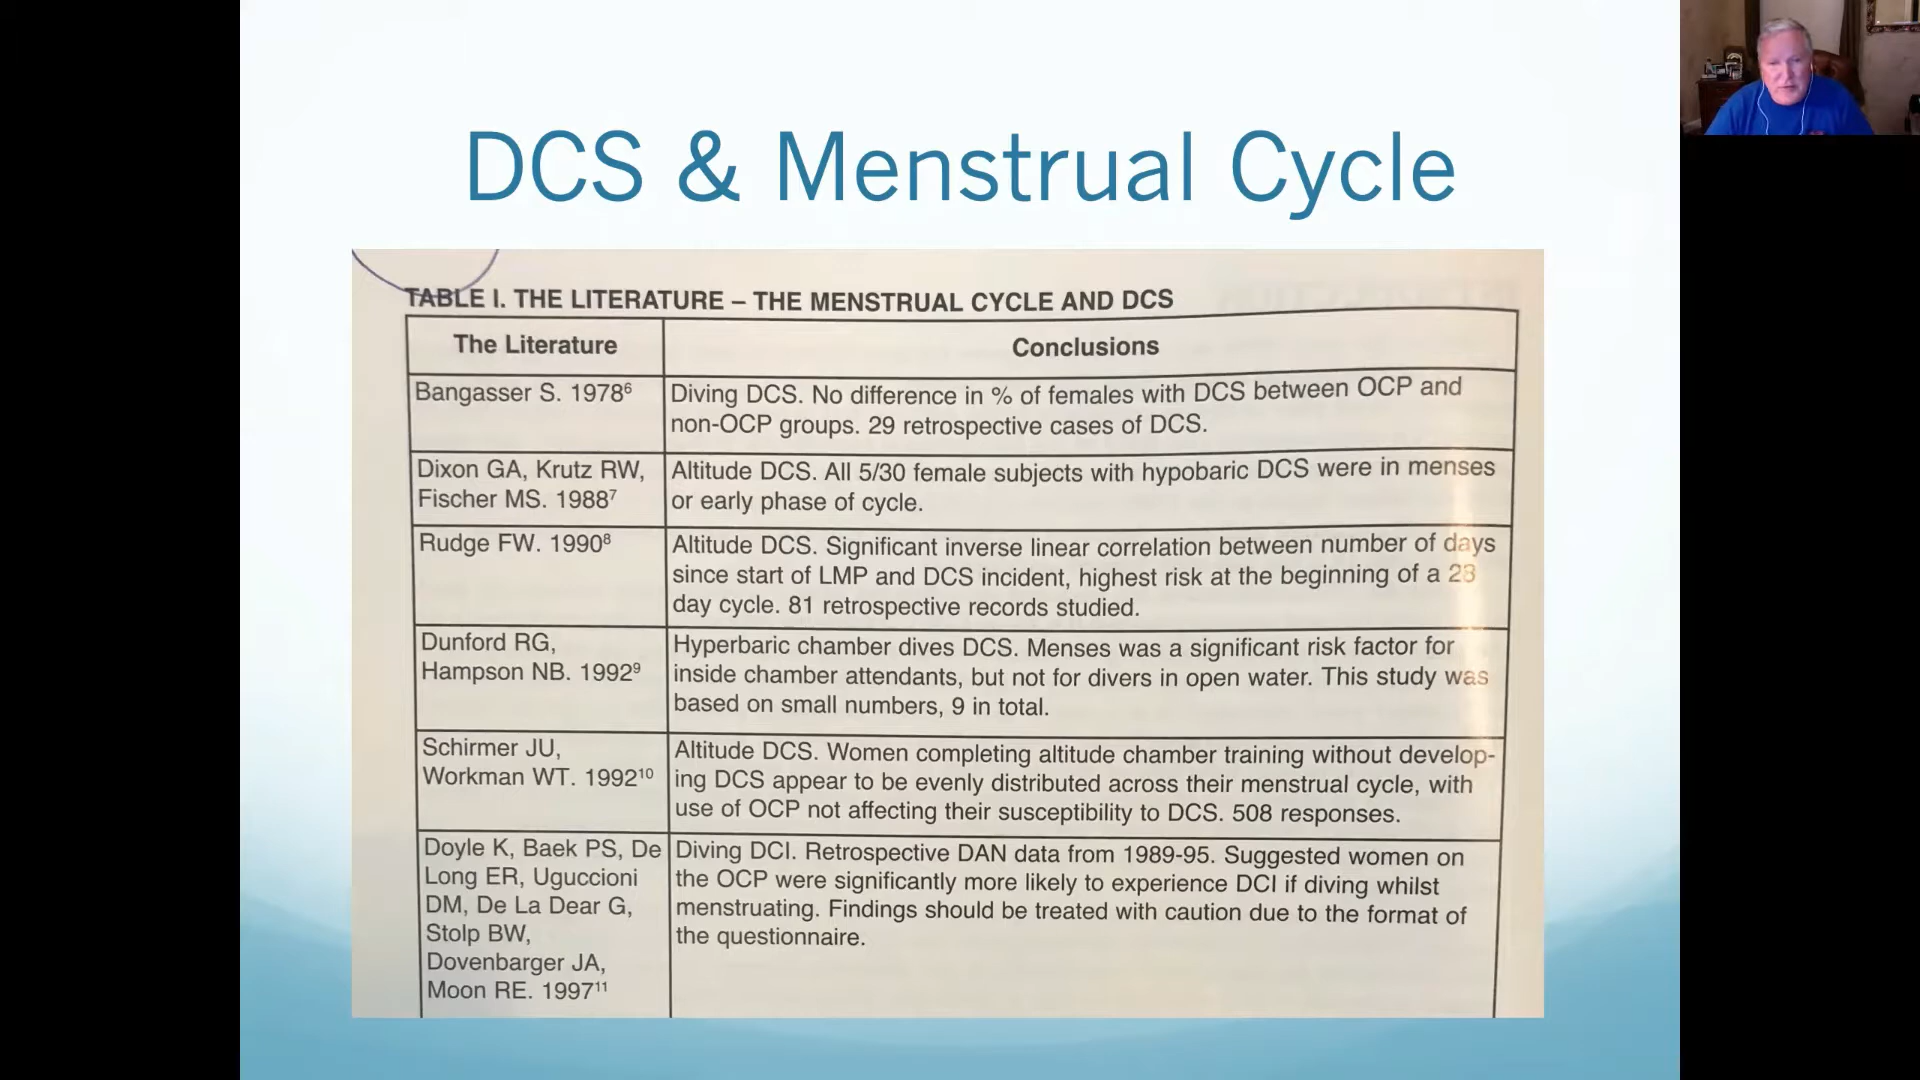 DCS & Menstrual Cycle
TABLE I. THE LITERATURE – THE MENSTRUAL CYCLE AND DCS
The Literature
Conclusions
Bangasser S. 1978⁶
Diving DCS. No difference in % of females with DCS between OCP and
non-OCP groups. 29 retrospective cases of DCS.
Dixon GA, Krutz RW,
Fischer MS. 1988⁷
Altitude DCS. All 5/30 female subjects with hypobaric DCS were in menses
or early phase of cycle.
Rudge FW. 1990⁸
Altitude DCS. Significant inverse linear correlation between number of days
since start of LMP and DCS incident, highest risk at the beginning of a 28
day cycle. 81 retrospective records studied.
Dunford RG,
Hampson NB. 1992⁹
Hyperbaric chamber dives DCS. Menses was a significant risk factor for
inside chamber attendants, but not for divers in open water. This study was
based on small numbers, 9 in total.
Schirmer JU,
Workman WT. 1992¹⁰
Altitude DCS. Women completing altitude chamber training without develop-
ing DCS appear to be evenly distributed across their menstrual cycle, with
use of OCP not affecting their susceptibility to DCS. 508 responses.
Doyle K, Baek PS, De
Long ER, Uguccioni
DM, De La Dear G,
Stolp BW,
Dovenbarger JA,
Moon RE. 1997¹¹
Diving DCI. Retrospective DAN data from 1989-95. Suggested women on
the OCP were significantly more likely to experience DCI if diving whilst
menstruating. Findings should be treated with caution due to the format of
the questionnaire.